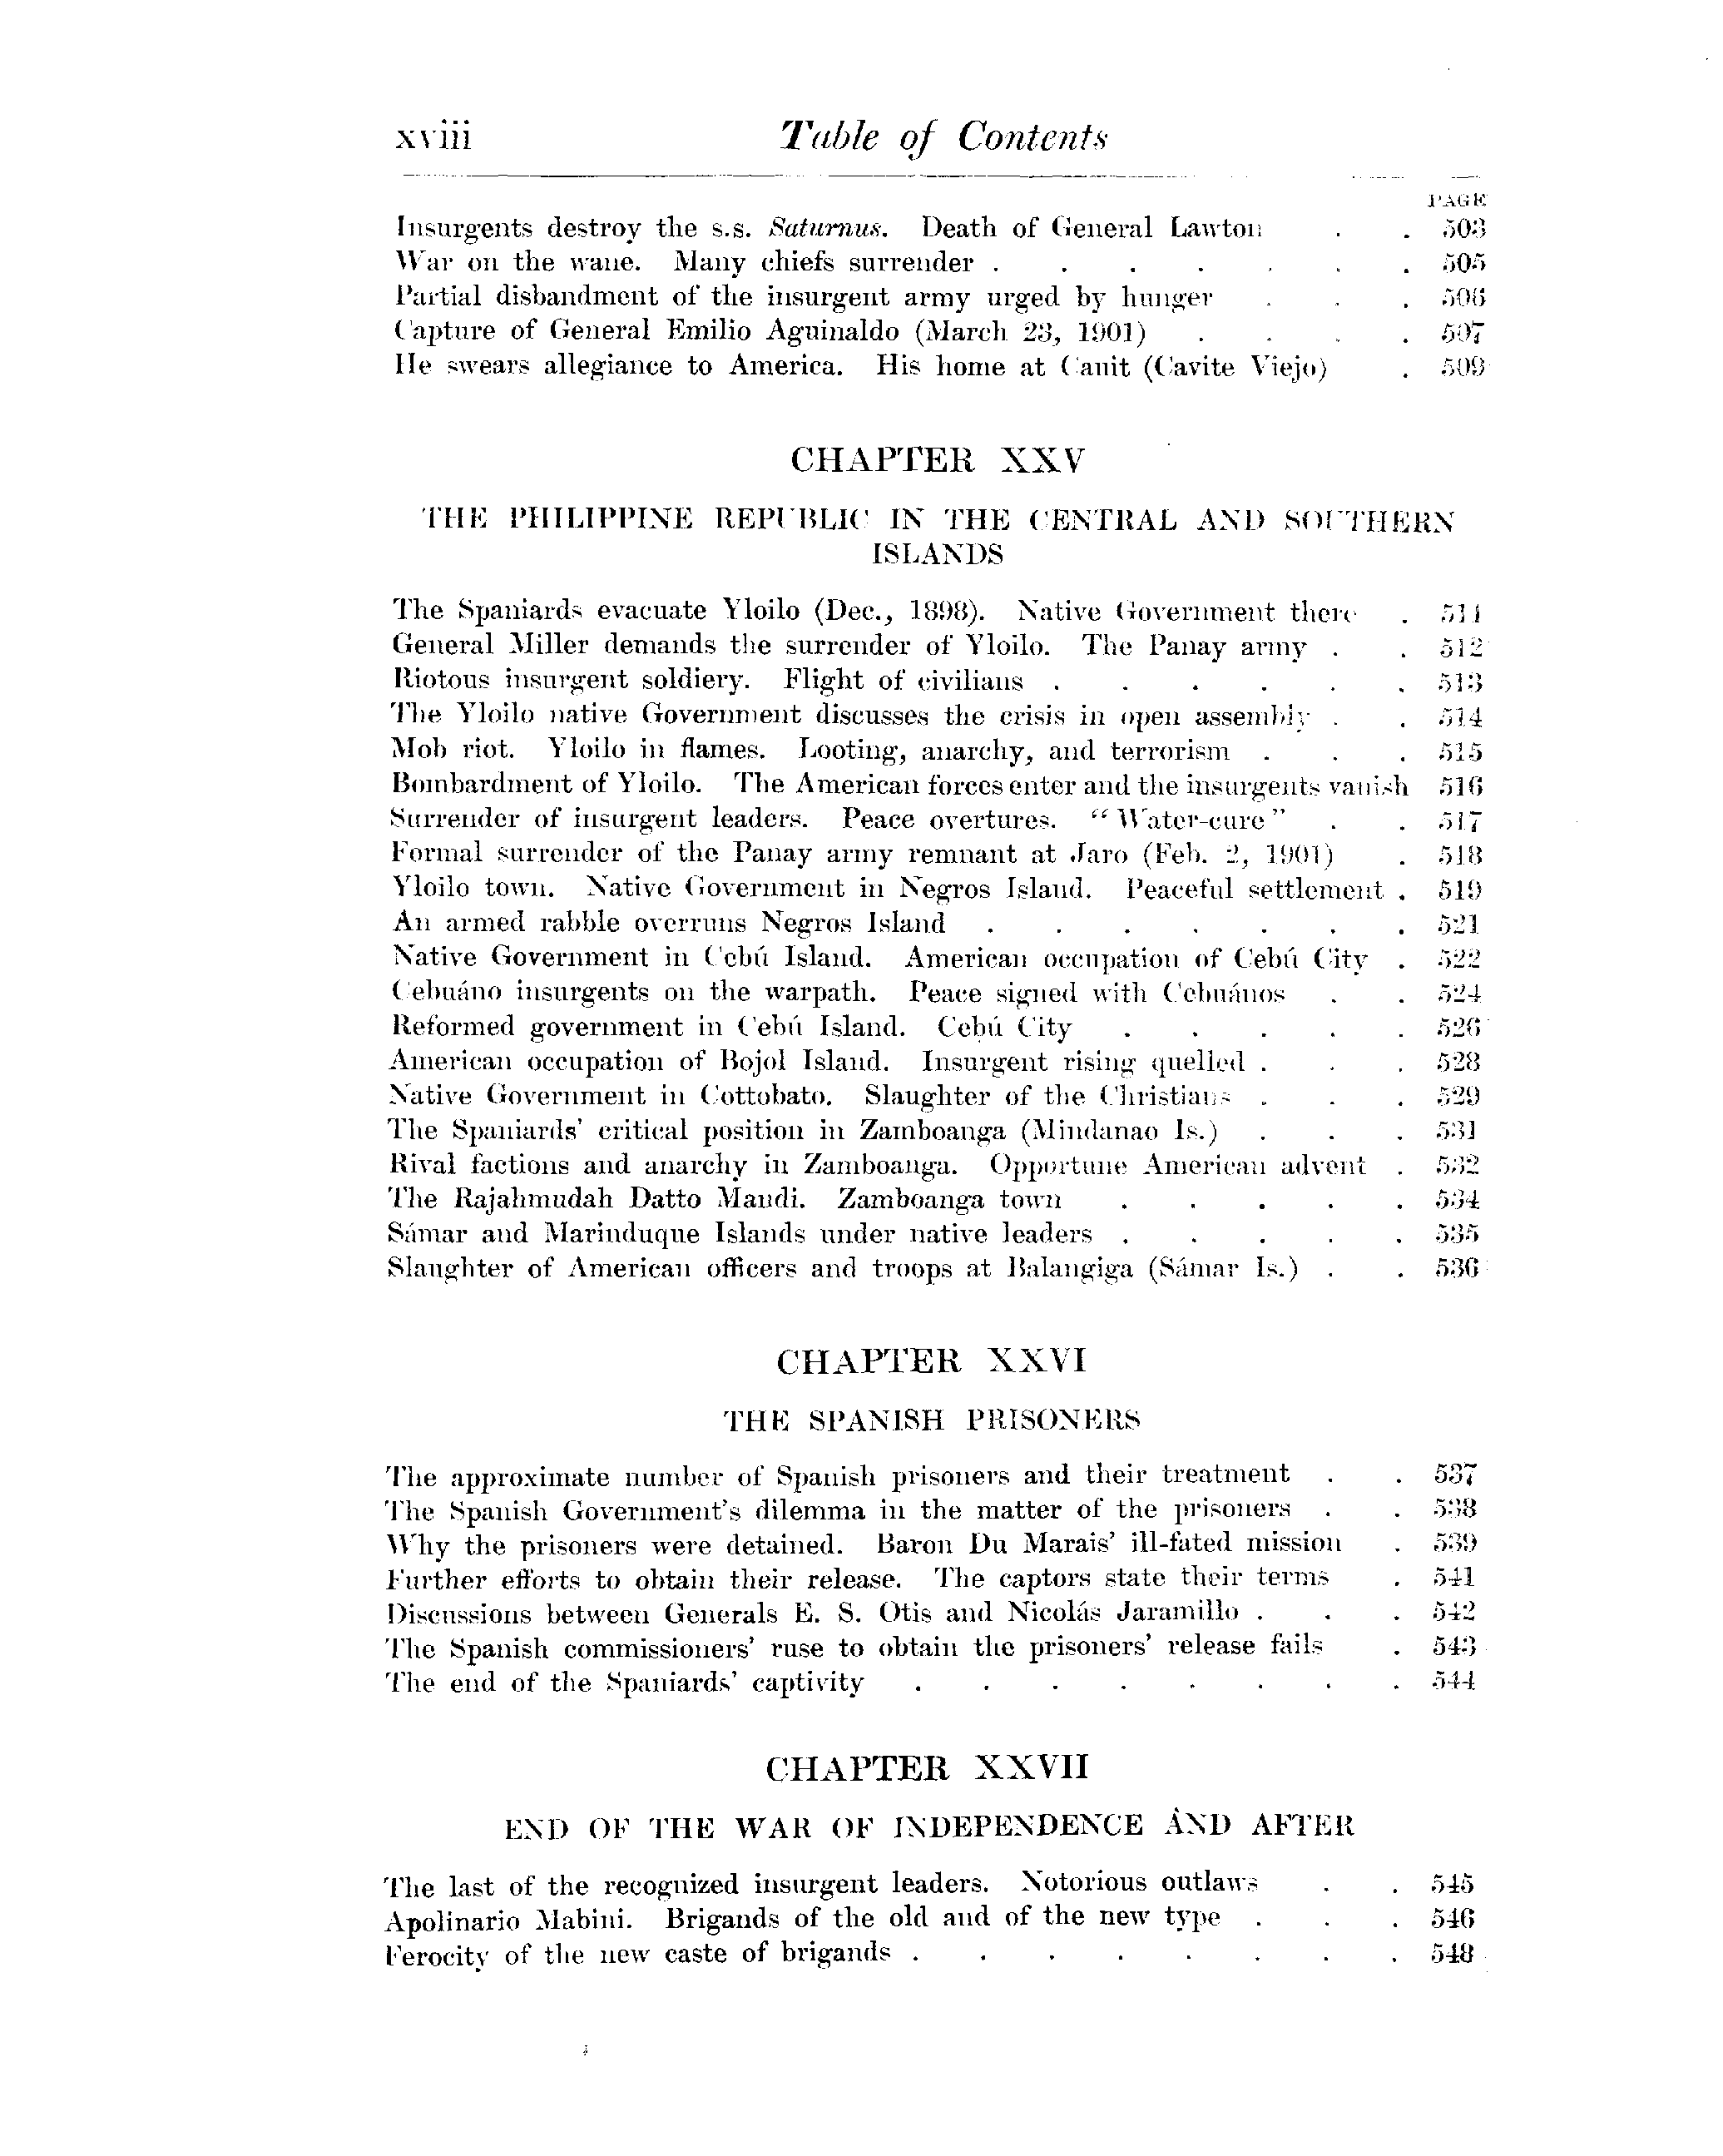 xviii Table of Contents
PAGE
Insurgents destroy the s.s. Saturnus. Death of General Lawton . . 503
War on the wane. Many chiefs surrender . . . . . . . 505
Partial disbandment of the insurgent army urged by hunger . . . 506
Capture of General Emilio Aguinaldo (March 23, 1901) . . . . 507
He swears allegiance to America. His home at Cauit (Cavite Viejo) . 509
CHAPTER XXV
THE PHILIPPINE REPUBLIC IN THE CENTRAL AND SOUTHERN
ISLANDS
The Spaniards evacuate Yloilo (Dec., 1898). Native Government there . 511
General Miller demands the surrender of Yloilo. The Panay army . . 512
Riotous insurgent soldiery. Flight of civilians . . . . . . 513
The Yloilo native Government discusses the crisis in open assembly . . 514
Mob riot. Yloilo in flames. Looting, anarchy, and terrorism . . . 515
Bombardment of Yloilo. The American forces enter and the insurgents vanish 516
Surrender of insurgent leaders. Peace overtures. “Water-cure” . . 517
Formal surrender of the Panay army remnant at Jaro (Feb. 2, 1901) . 518
Yloilo town. Native Government in Negros Island. Peaceful settlement . 519
An armed rabble overruns Negros Island . . . . . . . 521
Native Government in Cebú Island. American occupation of Cebú City . 522
Cebuáno insurgents on the warpath. Peace signed with Cebuános . . 524
Reformed government in Cebú Island. Cebú City . . . . . 526
American occupation of Bojol Island. Insurgent rising quelled . . . 528
Native Government in Cottobato. Slaughter of the Christians . . . 529
The Spaniards’ critical position in Zamboanga (Mindanao Is.) . . . 531
Rival factions and anarchy in Zamboanga. Opportune American advent . 532
The Rajahmudah Datto Mandi. Zamboanga town . . . . . 534
Sámar and Marinduque Islands under native leaders . . . . . 535
Slaughter of American officers and troops at Balangiga (Sámar Is.) . . 536
CHAPTER XXVI
THE SPANISH PRISONERS
The approximate number of Spanish prisoners and their treatment . . 537
The Spanish Government's dilemma in the matter of the prisoners . . 538
Why the prisoners were detained. Baron Du Marais’ ill-fated mission . 539
Further efforts to obtain their release. The captors state their terms . 541
Discussions between Generals E. S. Otis and Nicolás Jaramillo . . . 542
The Spanish commissioners’ ruse to obtain the prisoners’ release fails . 543
The end of the Spaniards’ captivity . . . . . . . . 544
CHAPTER XXVII
END OF THE WAR OF INDEPENDENCE AND AFTER
The last of the recognized insurgent leaders. Notorious outlaws . . 545
Apolinario Mabini. Brigands of the old and of the new type . . . 546
Ferocity of the new caste of brigands . . . . . . . . 548